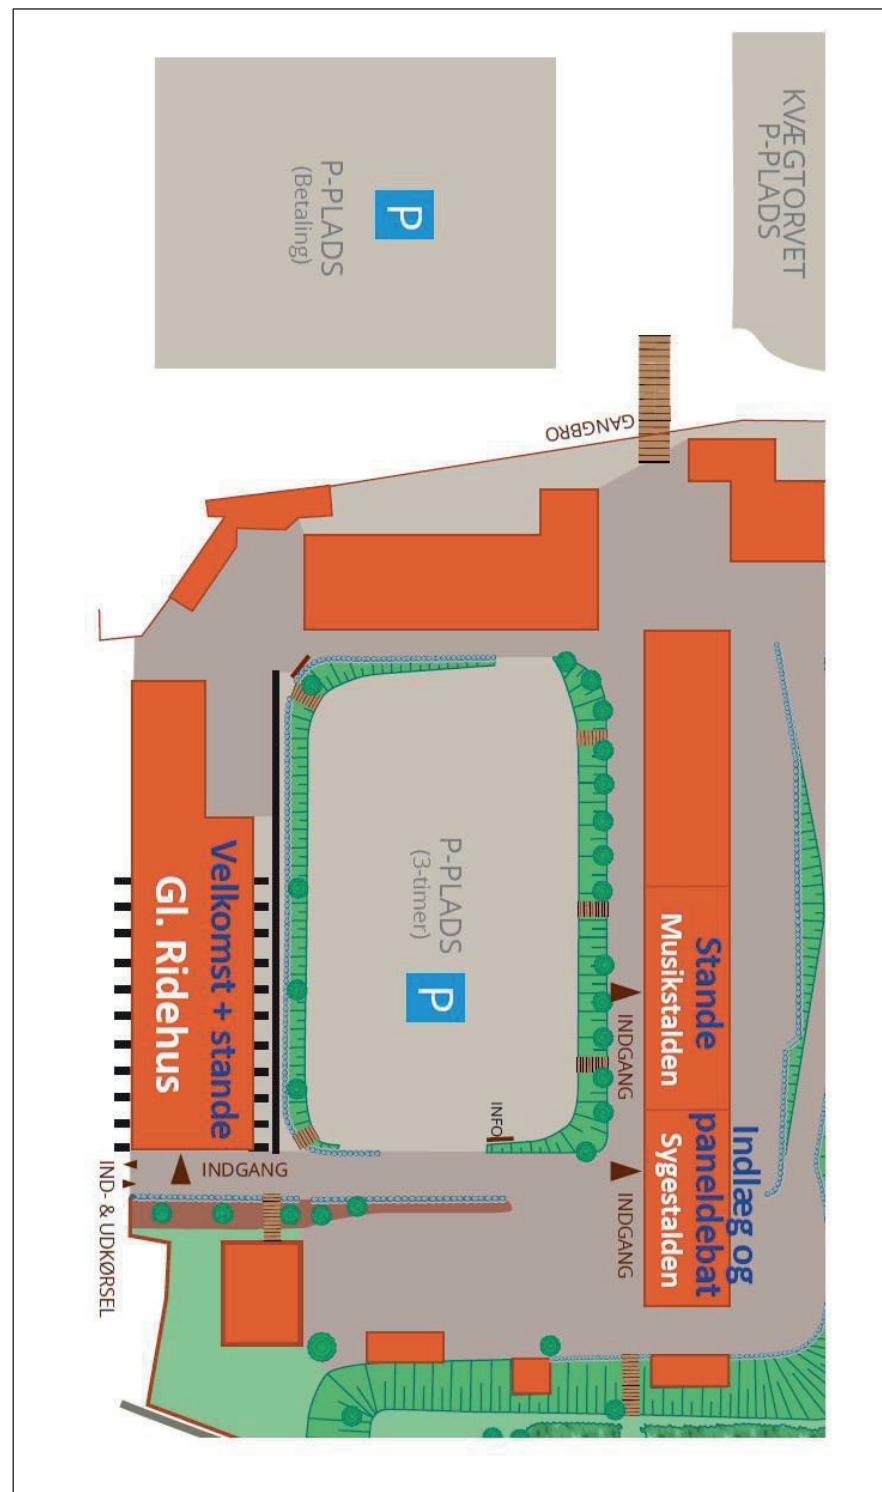 KVÆGTORVET
P-PLADS
P
P-PLADS
(Betaling)
GANGBRO
P-PLADS
(3-timer)
P
Velkomst + stande
Gl. Ridehus
Stande
Musikstalden
INDGANG
Indlæg og
paneldebat
Sygestalden
INDGANG
INFO
INDGANG
IND- & UDKØRSEL